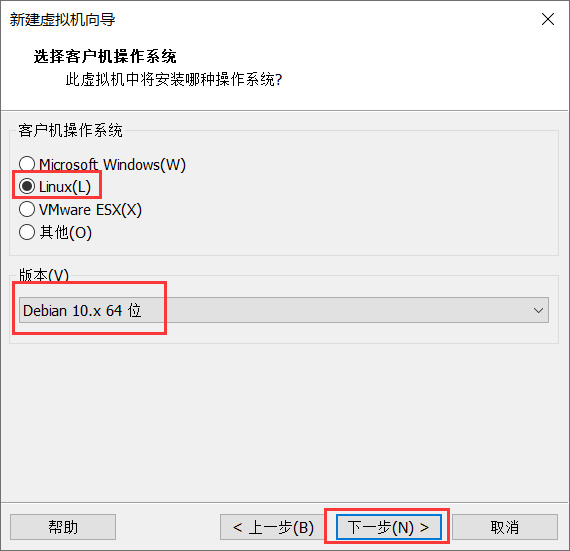 新建虚拟机向导
选择客户机操作系统
此虚拟机中将安装哪种操作系统?
客户机操作系统
Microsoft Windows(W)
Linux(L)
VMware ESX(X)
其他(O)
版本(V)
Debian 10.x 64 位
帮助
< 上一步(B)
下一步(N) >
取消